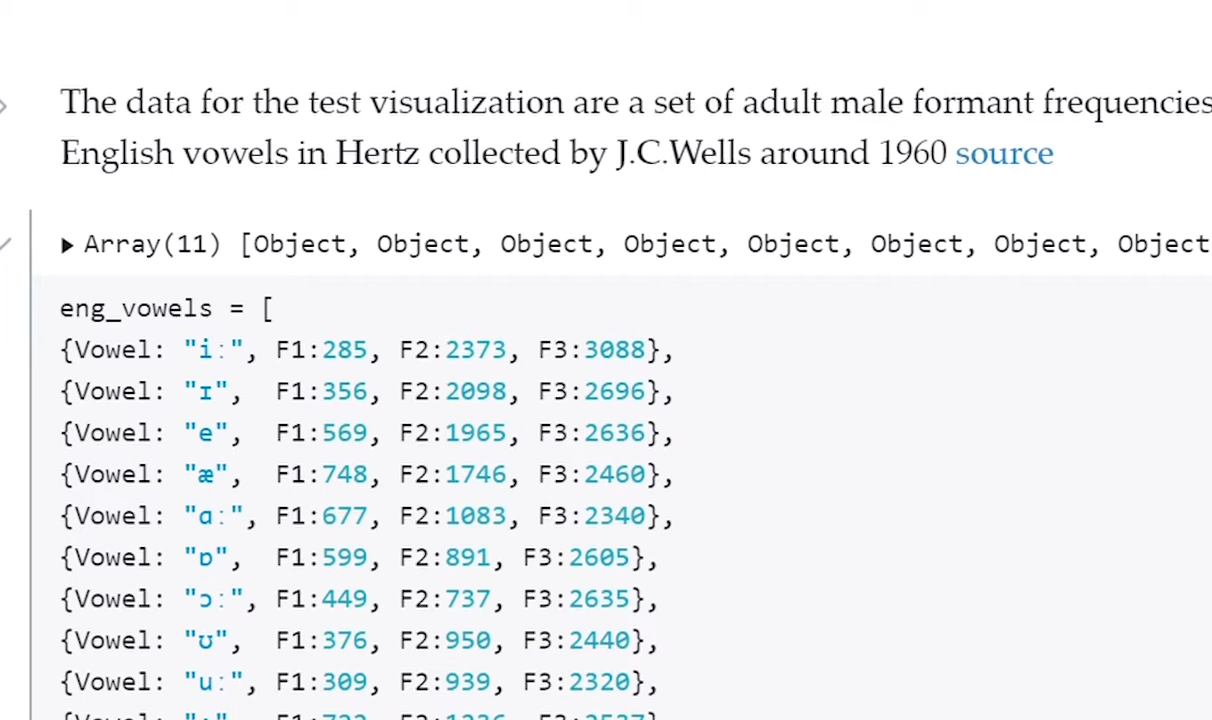 The data for the test visualization are a set of adult male formant frequencies
English vowels in Hertz collected by J.C.Wells around 1960 source
▶ Array(11) [Object, Object, Object, Object, Object, Object, Object, Object
eng_vowels = [
{Vowel: "iː", F1:285, F2:2373, F3:3088},
{Vowel: "ɪ", F1:356, F2:2098, F3:2696},
{Vowel: "e", F1:569, F2:1965, F3:2636},
{Vowel: "æ", F1:748, F2:1746, F3:2460},
{Vowel: "ɑː", F1:677, F2:1083, F3:2340},
{Vowel: "ɒ", F1:599, F2:891, F3:2605},
{Vowel: "ɔː", F1:449, F2:737, F3:2635},
{Vowel: "ʊ", F1:376, F2:950, F3:2440},
{Vowel: "uː", F1:309, F2:939, F3:2320},